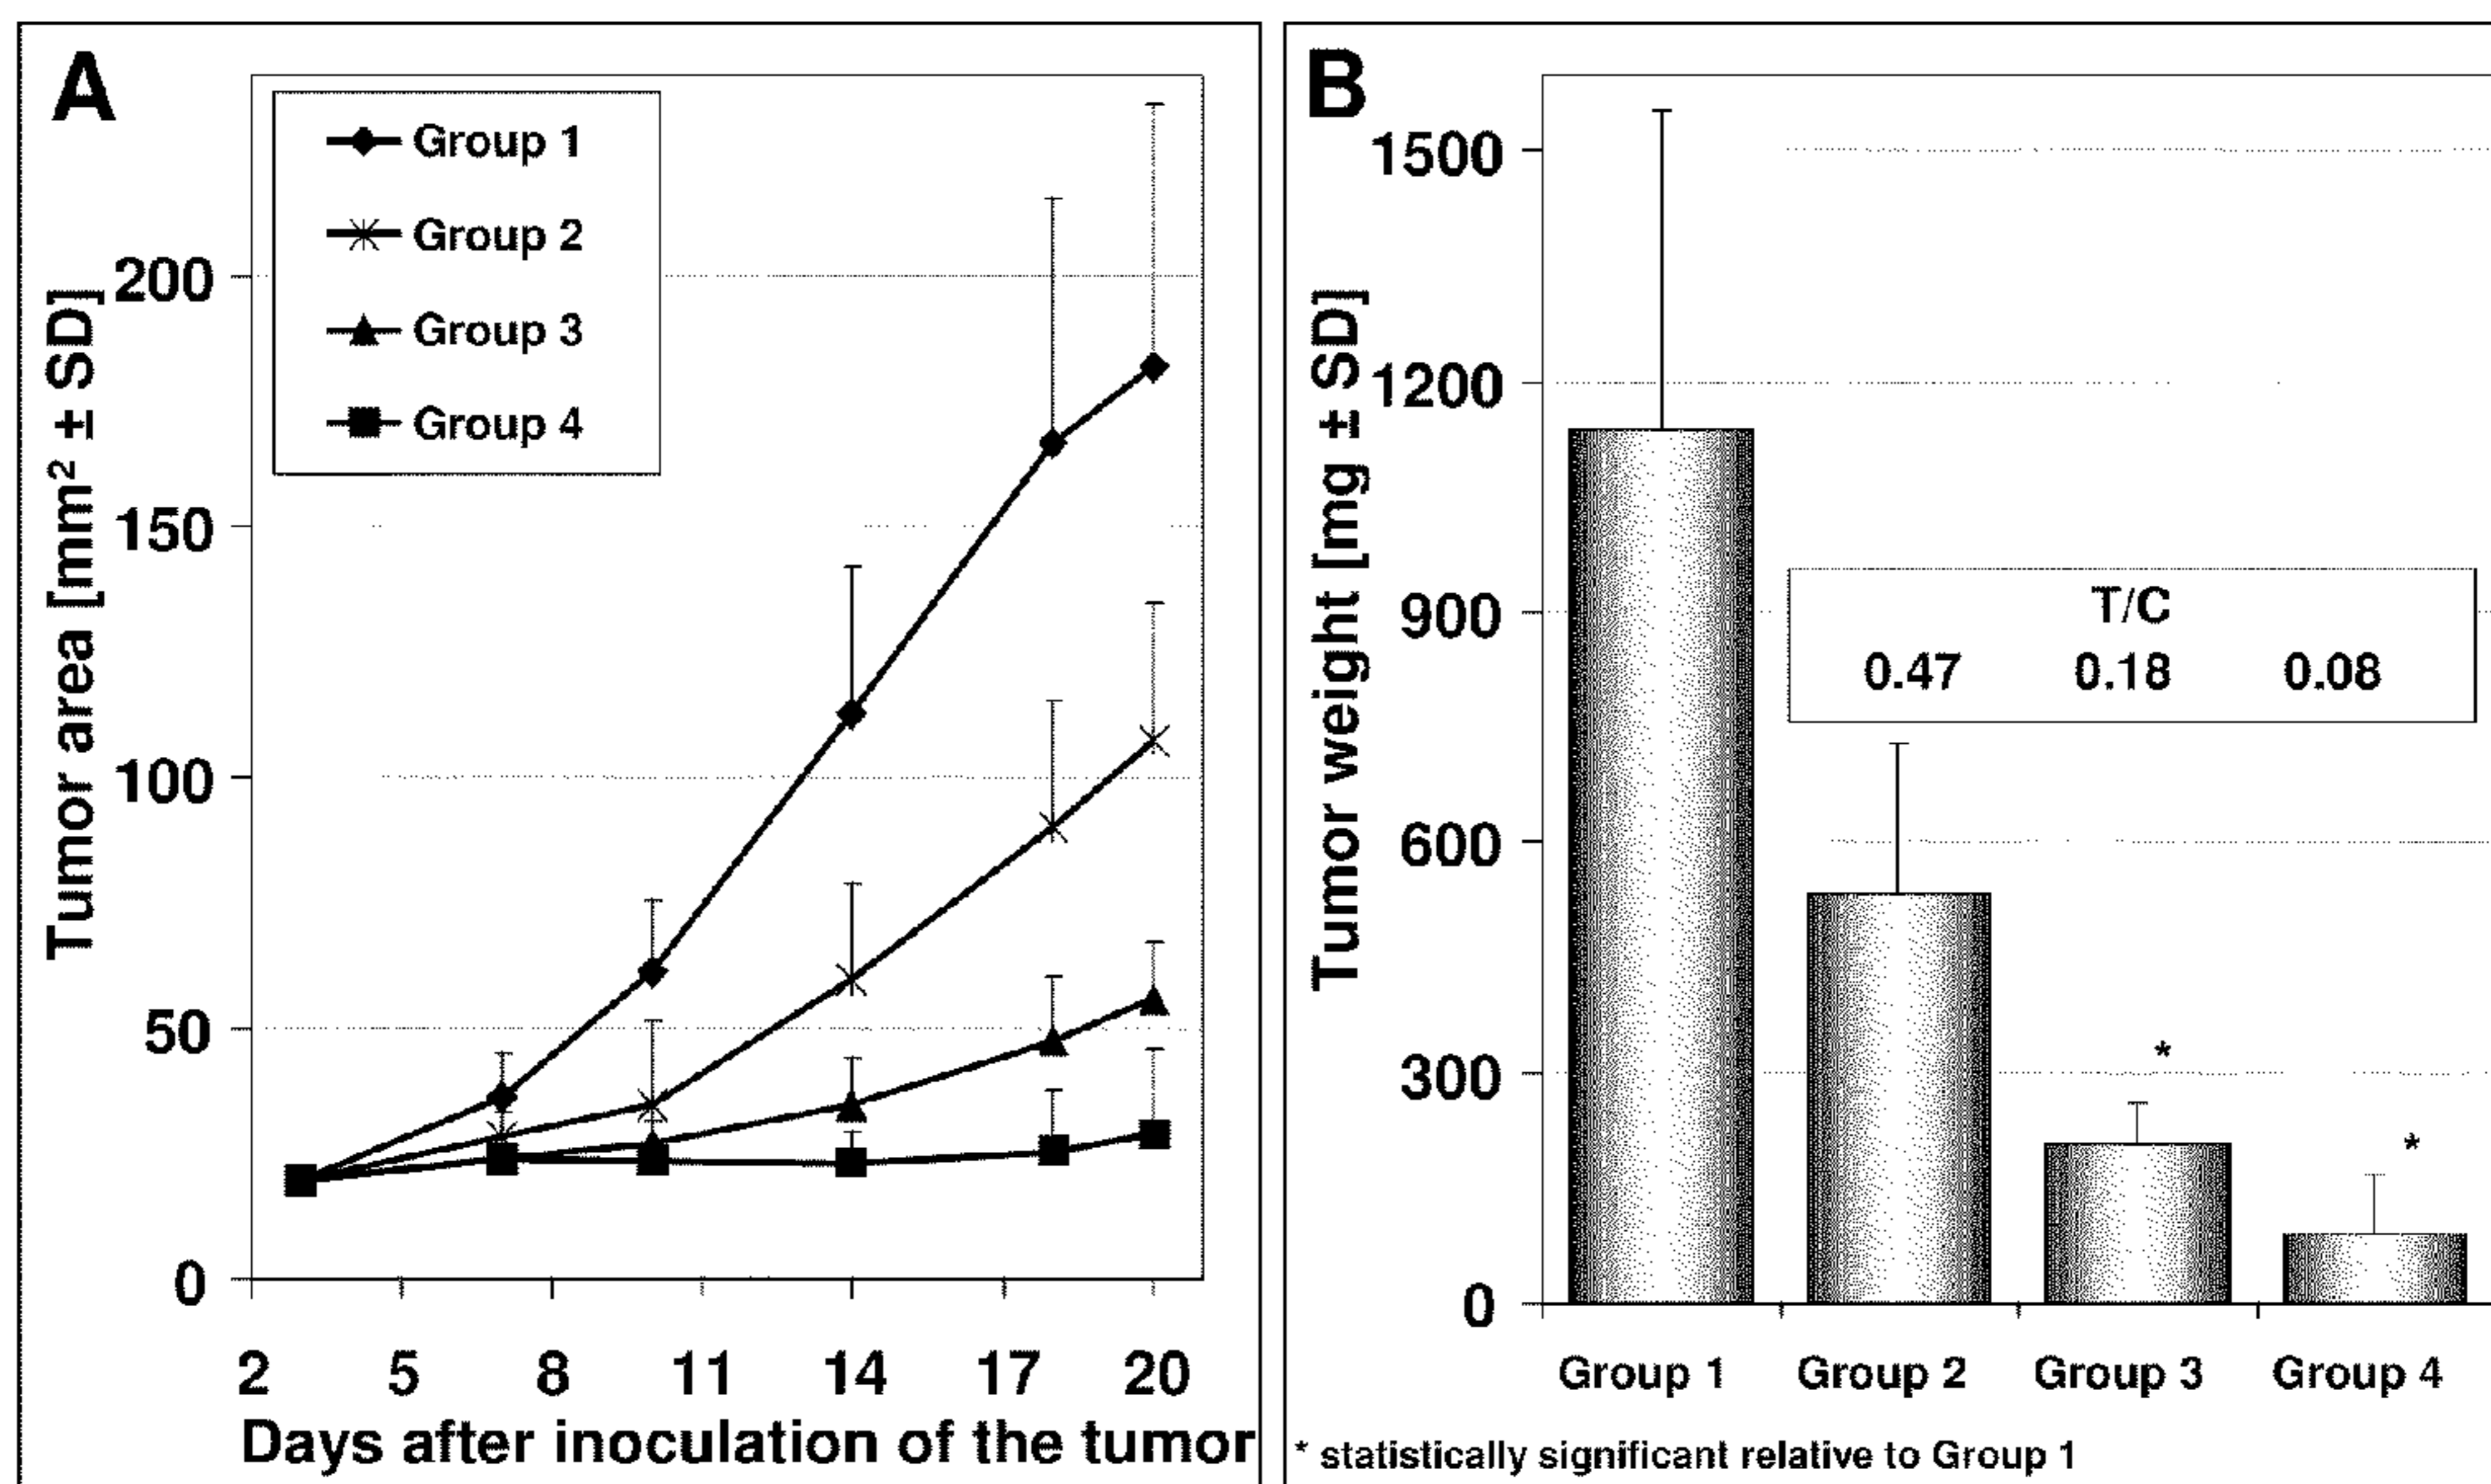 A
Group 1
Group 2
Group 3
Group 4
Tumor area [mm² ± SD]
200
150
100
50
0
2 5 8 11 14 17 20
Days after inoculation of the tumor
B
Tumor weight [mg ± SD]
1500
1200
900
600
300
0
T/C
0.47 0.18 0.08
*
*
Group 1 Group 2 Group 3 Group 4
* statistically significant relative to Group 1